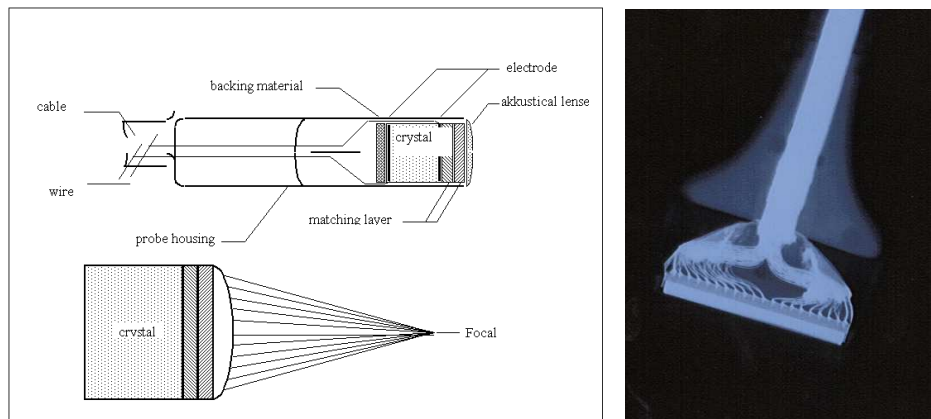 electrode
backing material
akkustical lense
cable
crystal
wire
matching layer
probe housing
crystal
Focal